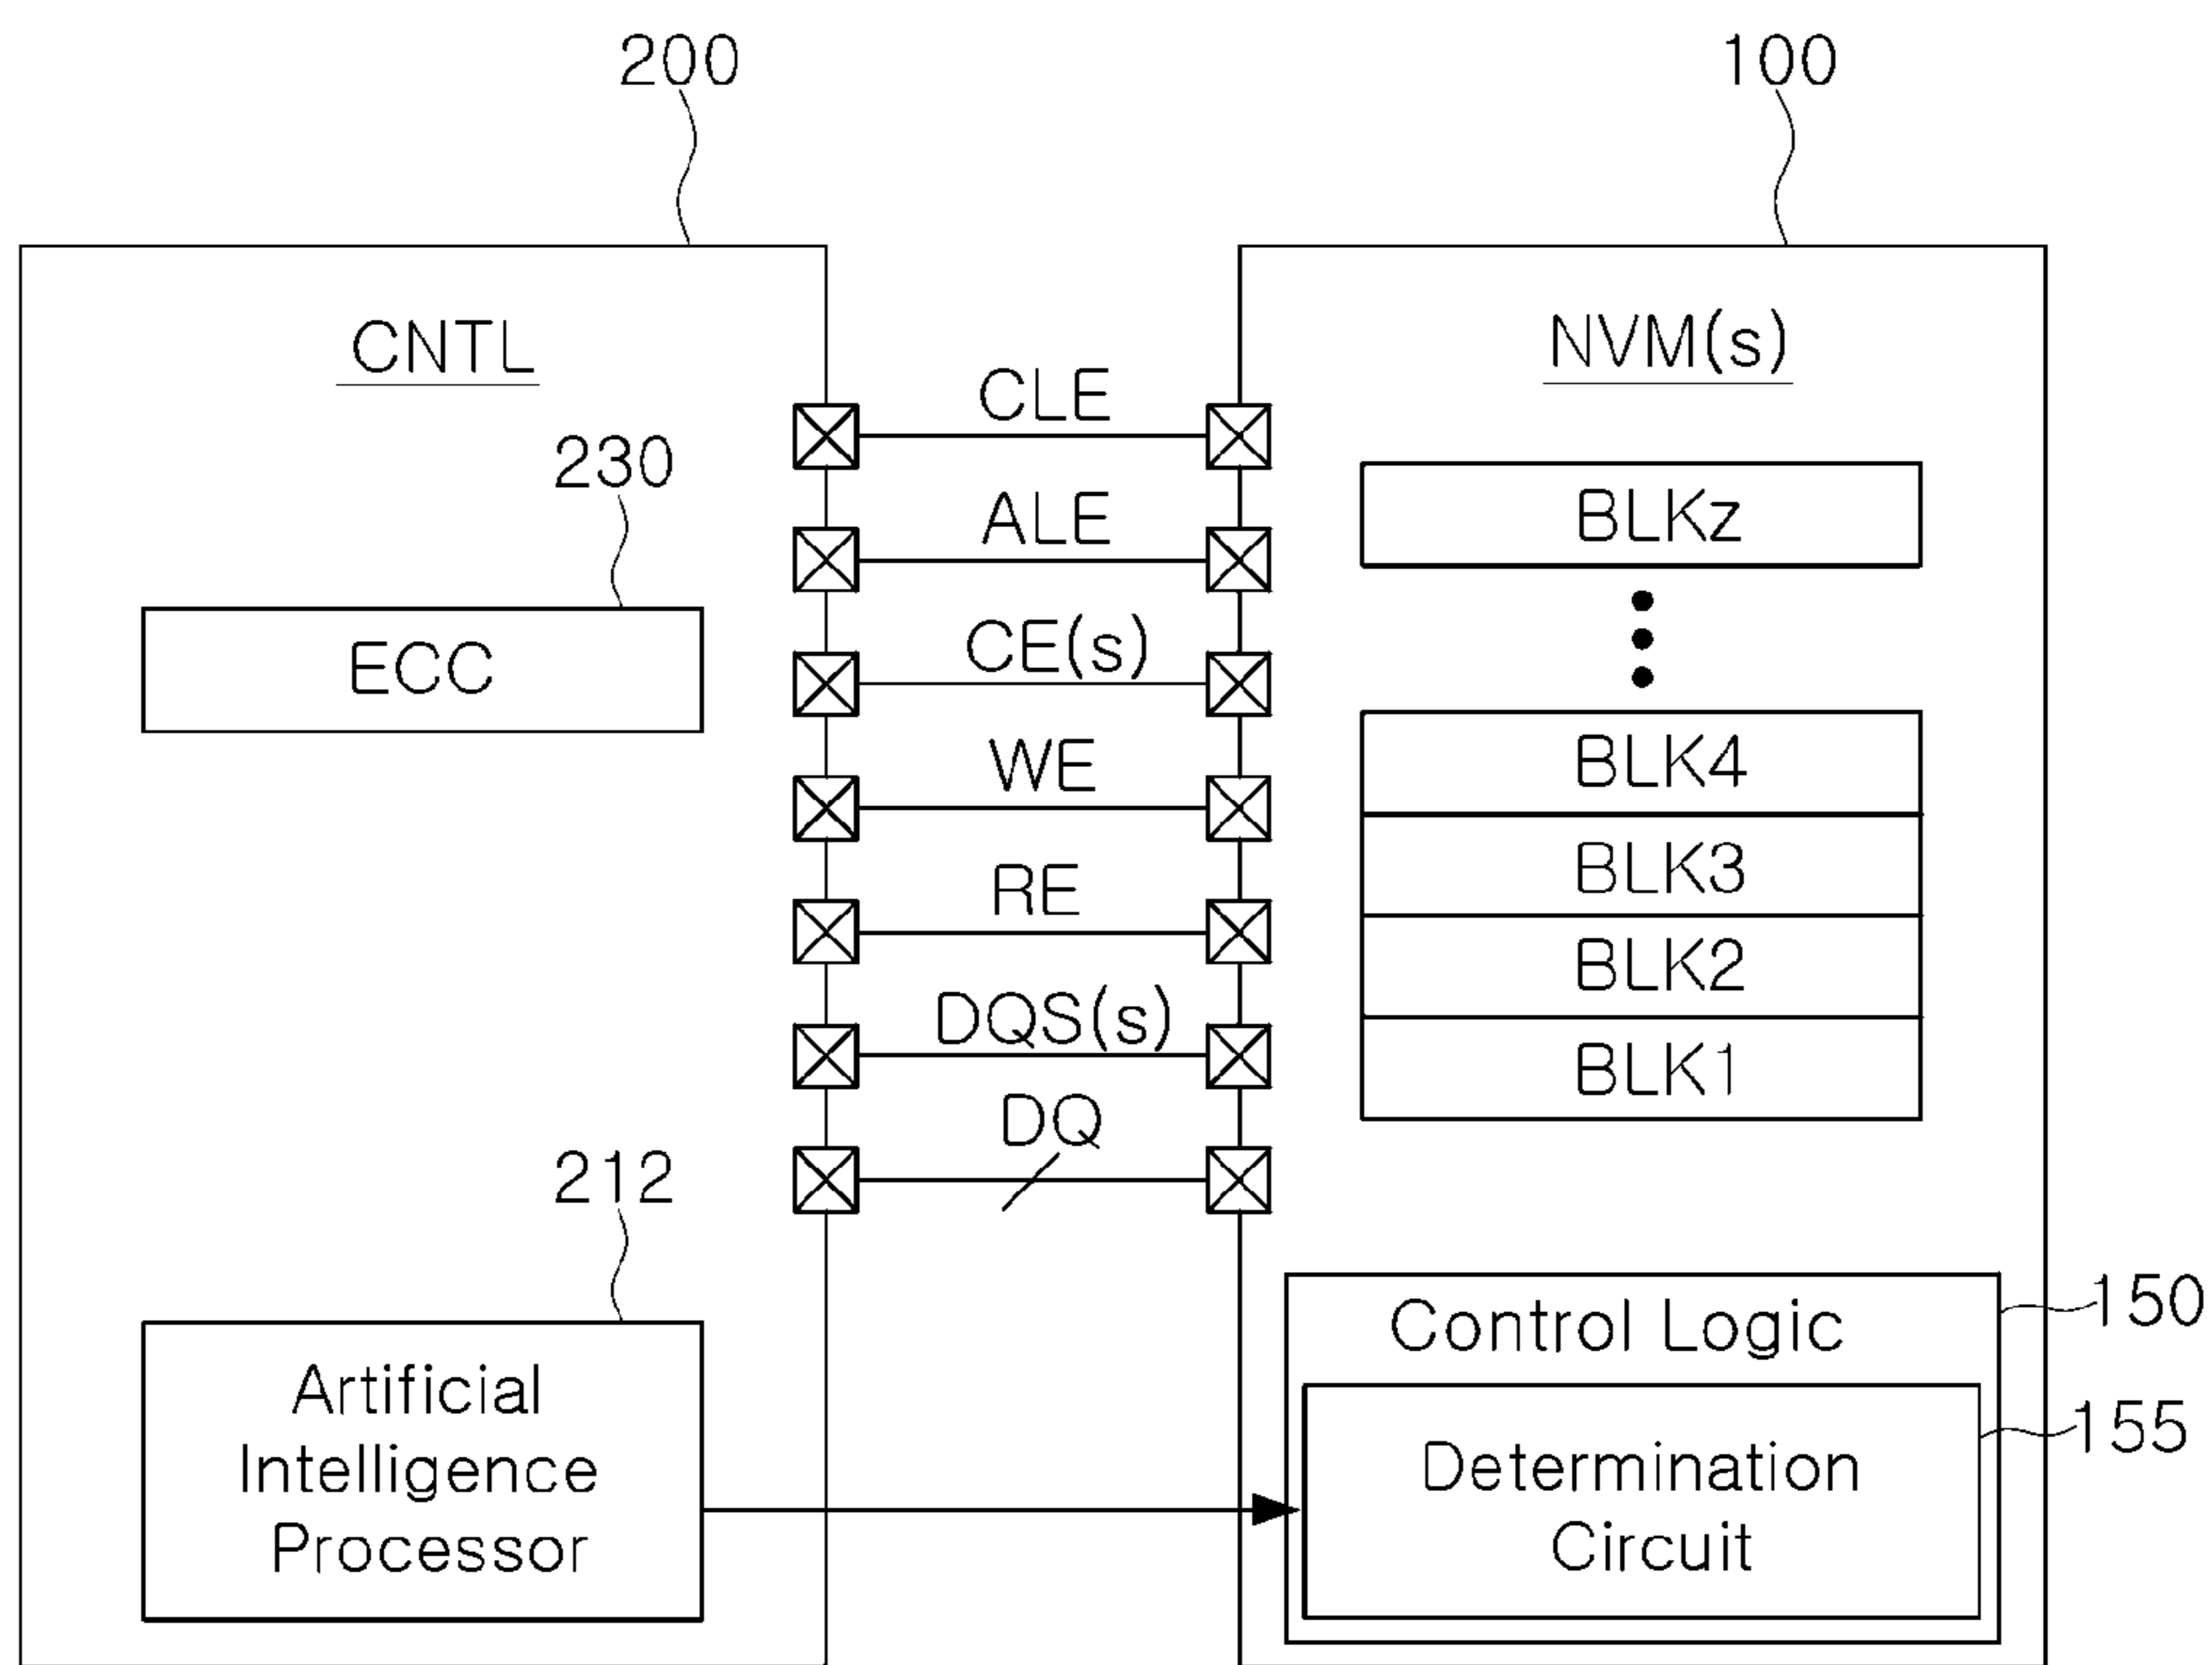 200
100
CNTL
NVM(s)
CLE
230
BLKz
ALE
CE(s)
ECC
WE
BLK4
RE
BLK3
BLK2
DQS(s)
BLK1
DQ
212
Control Logic
150
Artificial
Intelligence
Processor
155
Determination
Circuit